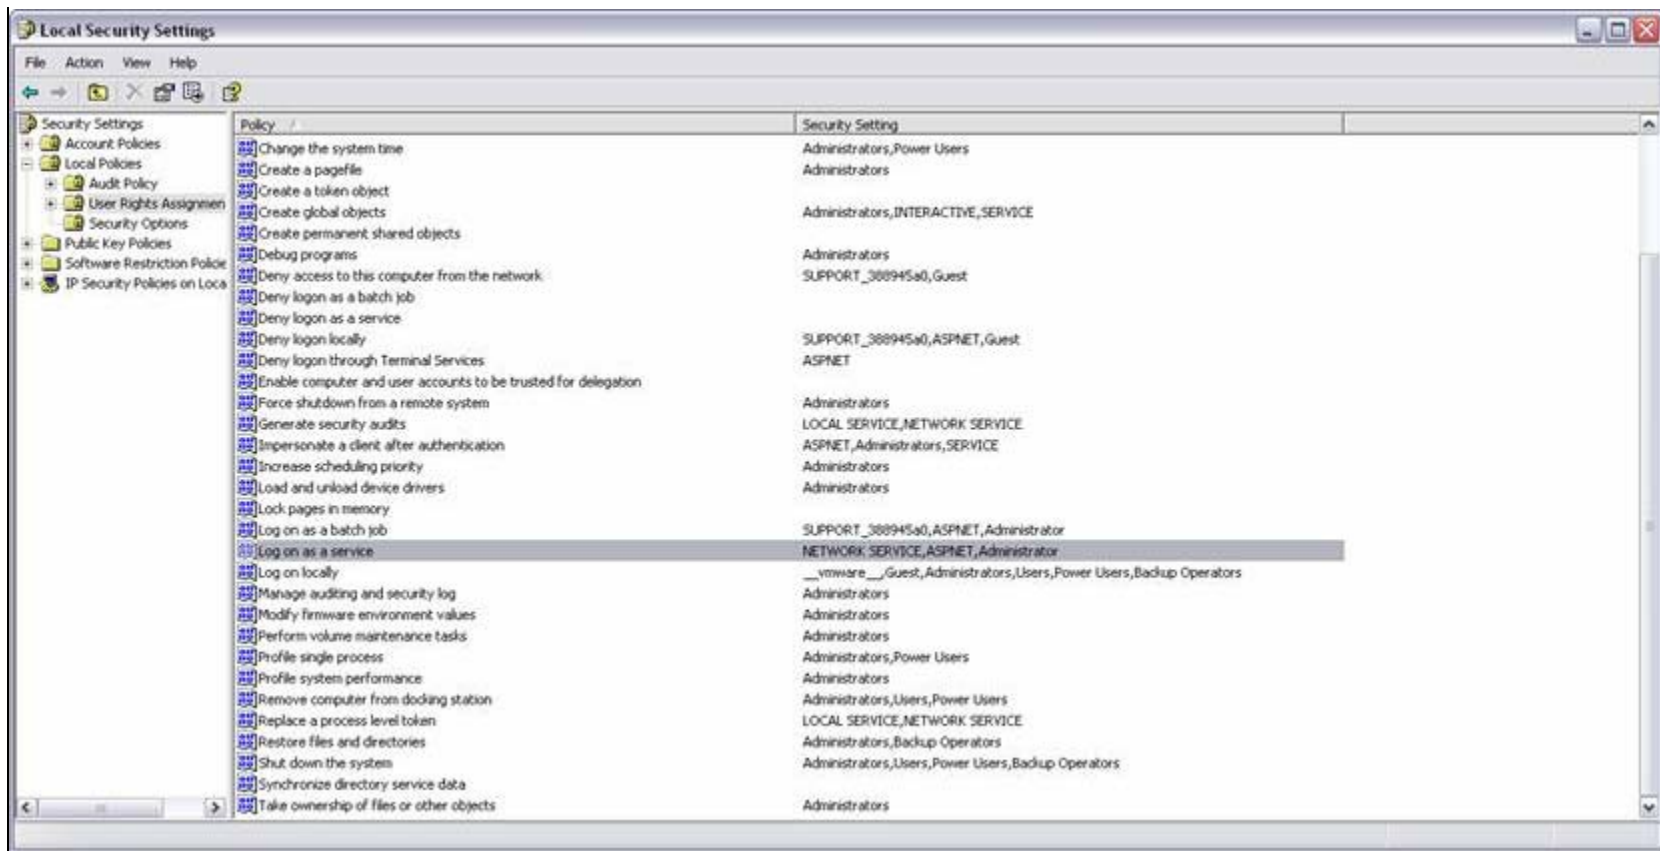 Local Security Settings
File Action View Help
Security Settings
Account Policies
Local Policies
Audit Policy
User Rights Assignmen
Security Options
Public Key Policies
Software Restriction Policie
IP Security Policies on Loca
Policy Security Setting
Change the system time Administrators,Power Users
Create a pagefile Administrators
Create a token object
Create global objects Administrators,INTERACTIVE,SERVICE
Create permanent shared objects
Debug programs Administrators
Deny access to this computer from the network SUPPORT_388945a0,Guest
Deny logon as a batch job
Deny logon as a service
Deny logon locally SUPPORT_388945a0,ASPNET,Guest
Deny logon through Terminal Services ASPNET
Enable computer and user accounts to be trusted for delegation
Force shutdown from a remote system Administrators
Generate security audits LOCAL SERVICE,NETWORK SERVICE
Impersonate a client after authentication ASPNET,Administrators,SERVICE
Increase scheduling priority Administrators
Load and unload device drivers Administrators
Lock pages in memory
Log on as a batch job SUPPORT_388945a0,ASPNET,Administrator
Log on as a service NETWORK SERVICE,ASPNET,Administrator
Log on locally __vmware__,Guest,Administrators,Users,Power Users,Backup Operators
Manage auditing and security log Administrators
Modify firmware environment values Administrators
Perform volume maintenance tasks Administrators
Profile single process Administrators,Power Users
Profile system performance Administrators
Remove computer from docking station Administrators,Users,Power Users
Replace a process level token LOCAL SERVICE,NETWORK SERVICE
Restore files and directories Administrators,Backup Operators
Shut down the system Administrators,Users,Power Users,Backup Operators
Synchronize directory service data
Take ownership of files or other objects Administrators